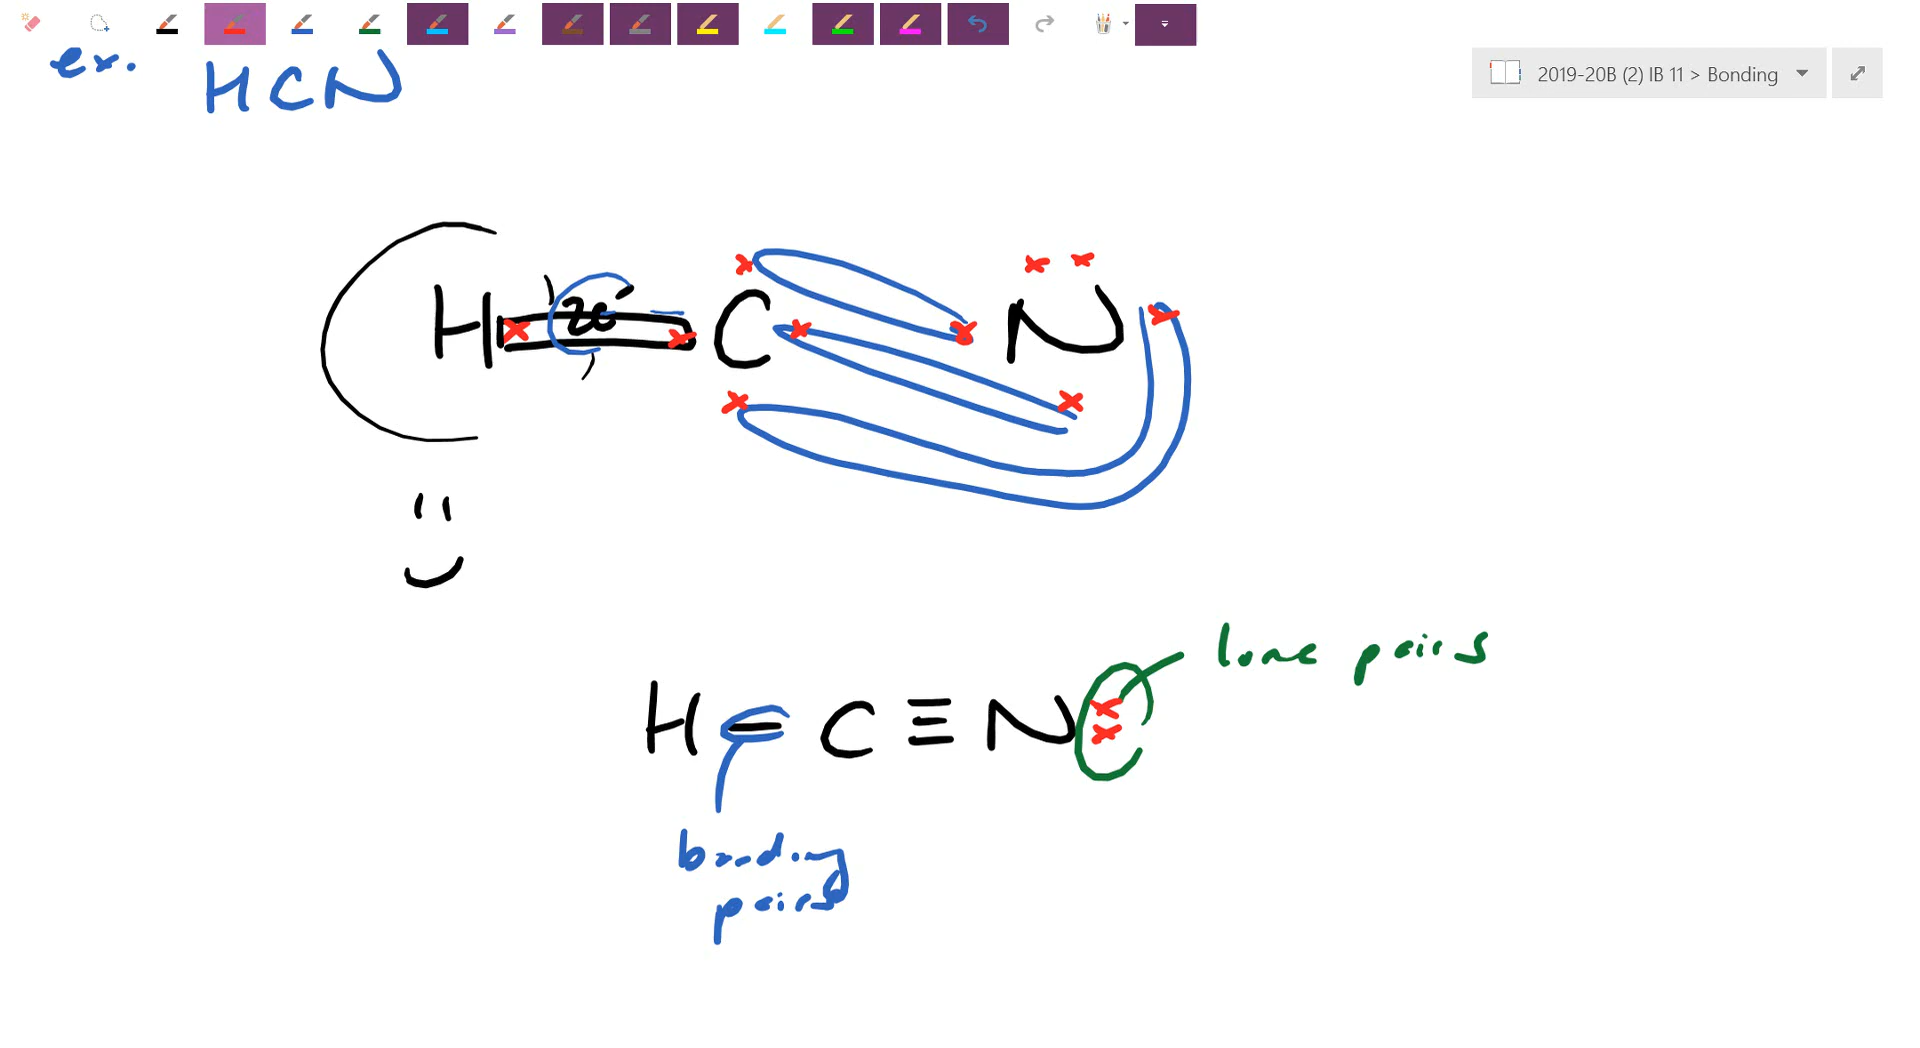 ex.
HCN
2019-20B (2) IB 11 > Bonding
H C N
2e⁻
lone pairs
H – C ≡ N
bonding
pairs